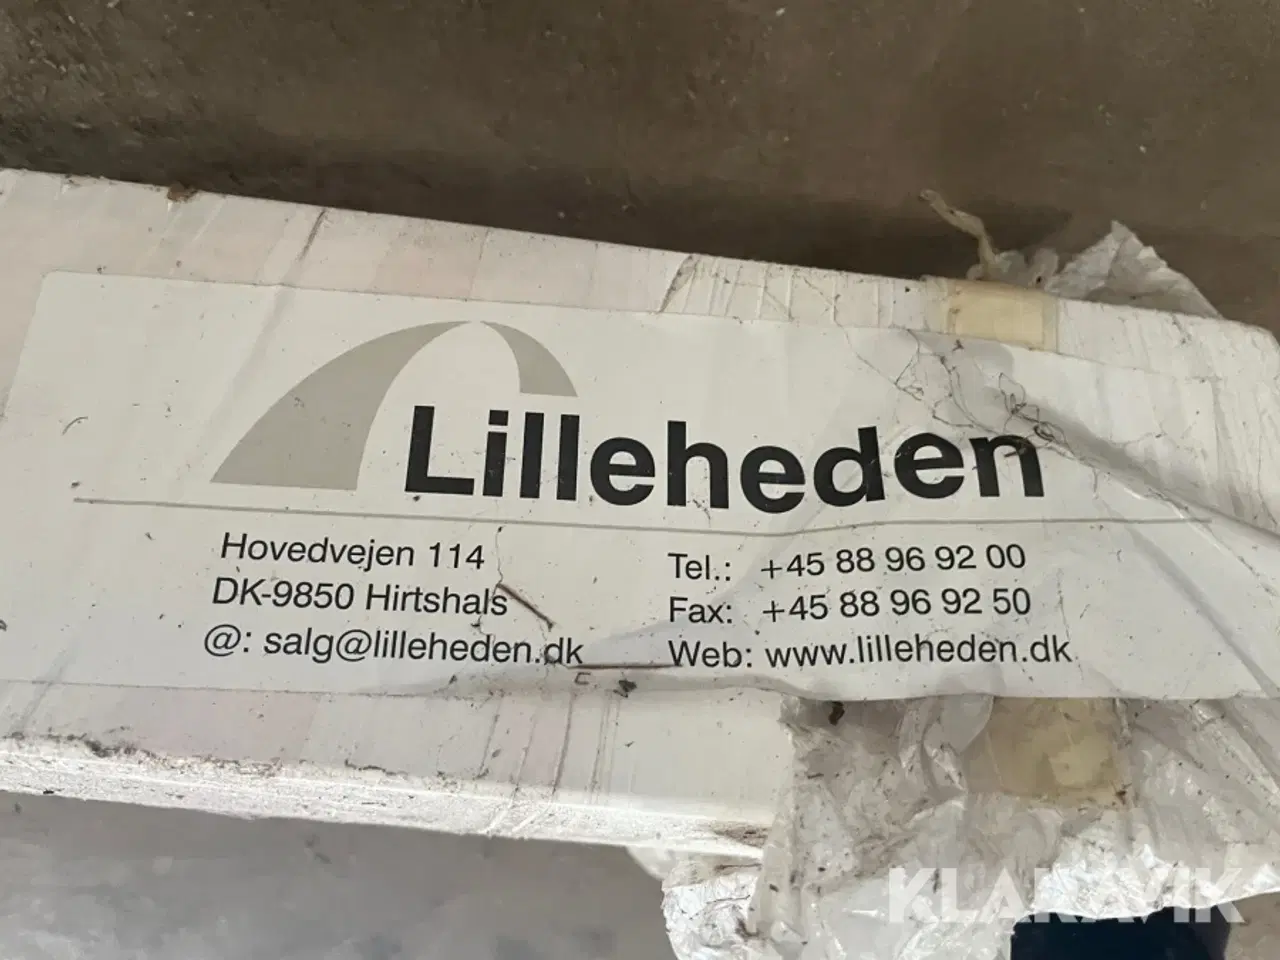 Lilleheden
Hovedvejen 114
DK-9850 Hirtshals
@: salg@lilleheden.dk
Tel.: +45 88 96 92 00
Fax: +45 88 96 92 50
Web: www.lilleheden.dk
KLARAVIK